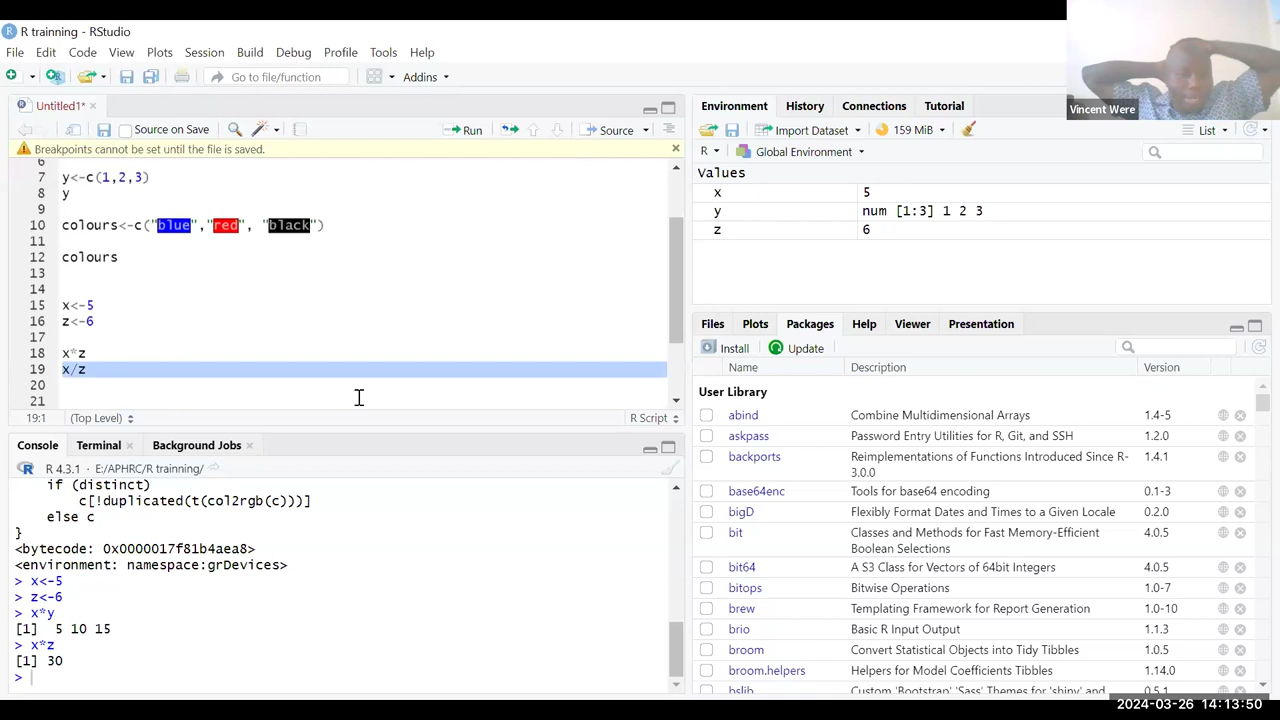 R trainning - RStudio
File Edit Code View Plots Session Build Debug Profile Tools Help
Go to file/function Addins
Vincent Were
Untitled1*
Source on Save Run Source
Breakpoints cannot be set until the file is saved.
6
7 y<-c(1,2,3)
8 y
9
10 colours<-c("blue","red", "black")
11
12 colours
13
14
15 x<-5
16 z<-6
17
18 x*z
19 x/z
20
21
19:1 (Top Level) R Script
Console Terminal Background Jobs
R 4.3.1 · E:/APHRC/R trainning/
if (distinct)
c[!duplicated(t(col2rgb(c)))]
else c
}
<bytecode: 0x0000017f81b4aea8>
<environment: namespace:grDevices>
> x<-5
> z<-6
> x*y
[1] 5 10 15
> x*z
[1] 30
>
Environment History Connections Tutorial
Import Dataset 159 MiB List
R Global Environment
Values
x 5
y num [1:3] 1 2 3
z 6
Files Plots Packages Help Viewer Presentation
Install Update
Name Description Version
User Library
abind Combine Multidimensional Arrays 1.4-5
askpass Password Entry Utilities for R, Git, and SSH 1.2.0
backports Reimplementations of Functions Introduced Since R-3.0.0 1.4.1
base64enc Tools for base64 encoding 0.1-3
bigD Flexibly Format Dates and Times to a Given Locale 0.2.0
bit Classes and Methods for Fast Memory-Efficient Boolean Selections 4.0.5
bit64 A S3 Class for Vectors of 64bit Integers 4.0.5
bitops Bitwise Operations 1.0-7
brew Templating Framework for Report Generation 1.0-10
brio Basic R Input Output 1.1.3
broom Convert Statistical Objects into Tidy Tibbles 1.0.5
broom.helpers Helpers for Model Coefficients Tibbles 1.14.0
bslib Custom 'Bootstrap' 'Sass' Themes for 'shiny' and 0.5.1
2024-03-26 14:13:50